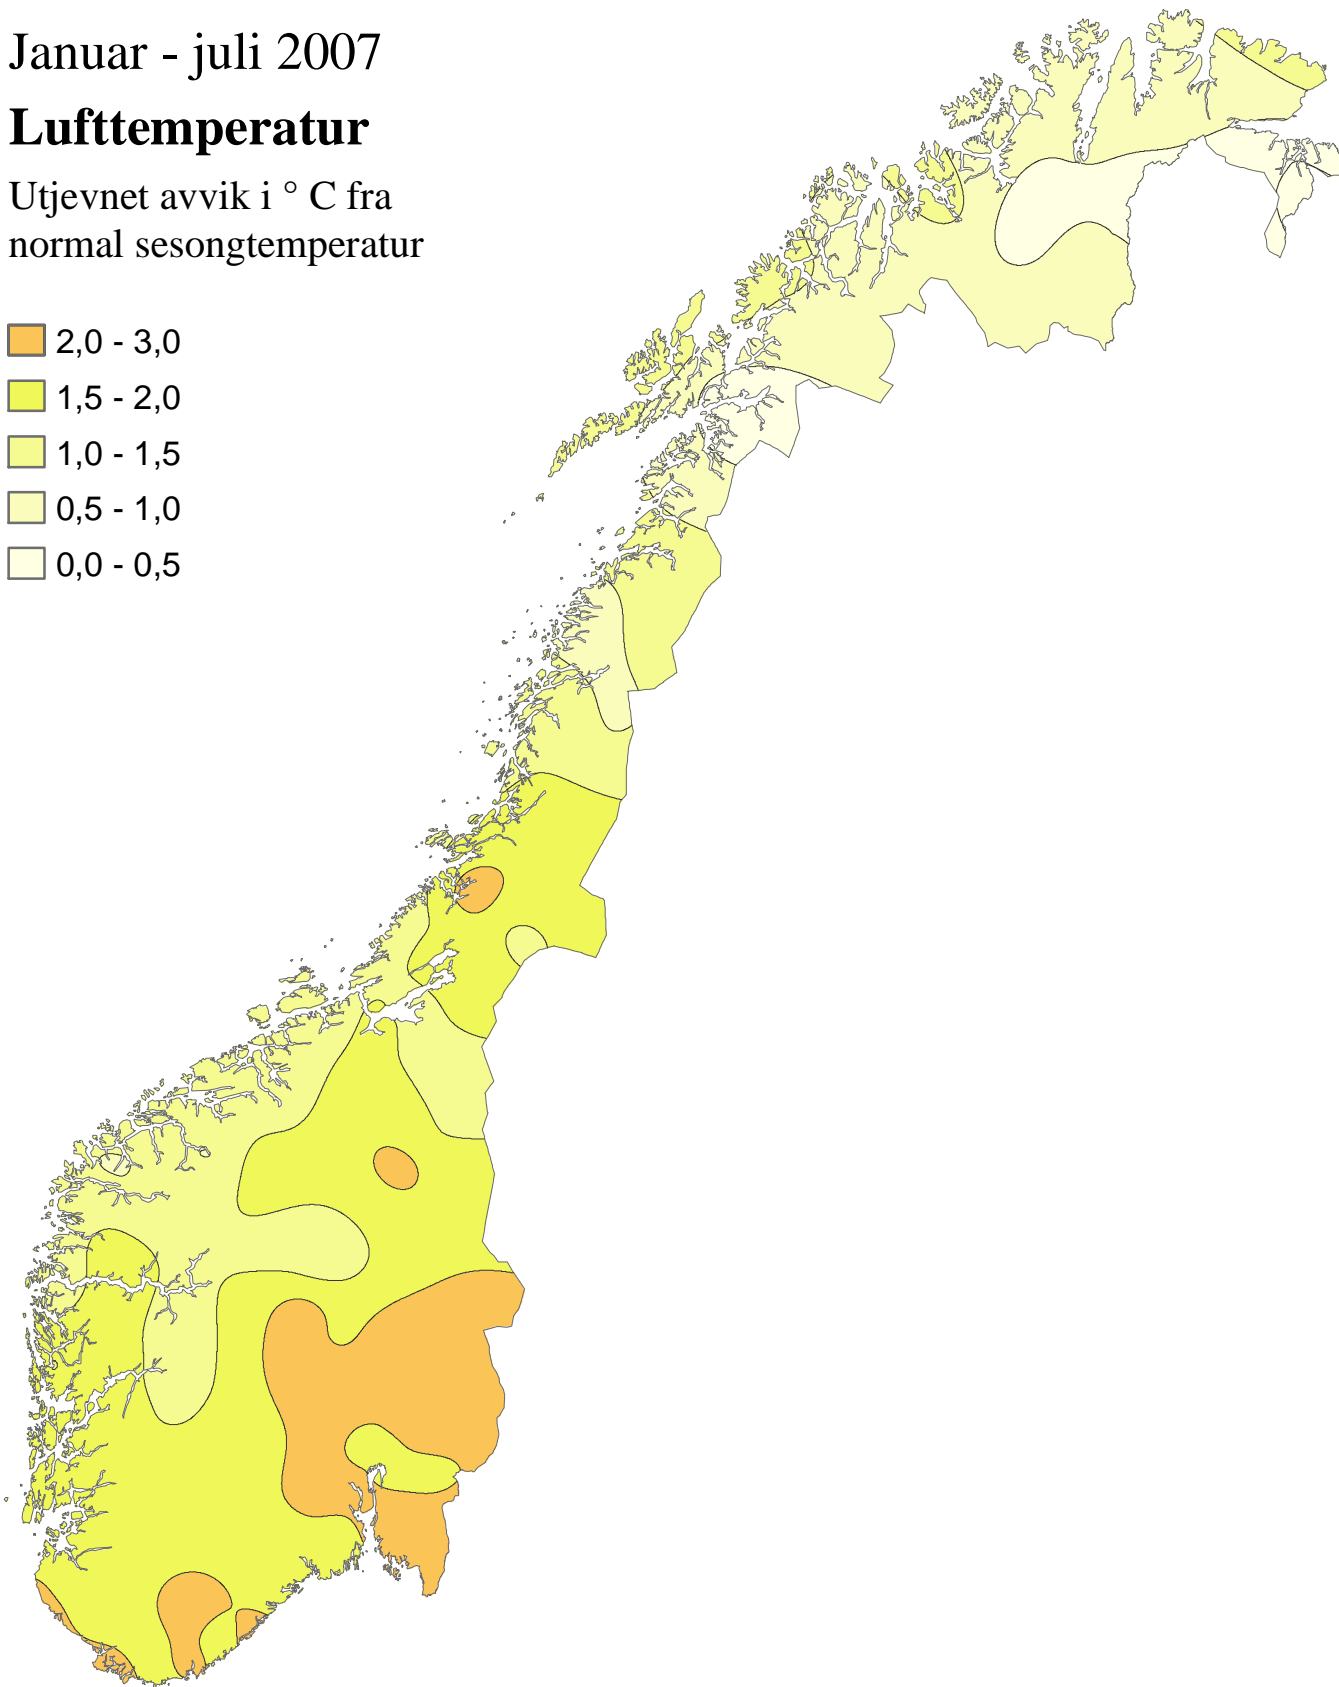 Januar - juli 2007
Lufttemperatur
Utjevnet avvik i ° C fra
normal sesongtemperatur
2,0 - 3,0
1,5 - 2,0
1,0 - 1,5
0,5 - 1,0
0,0 - 0,5